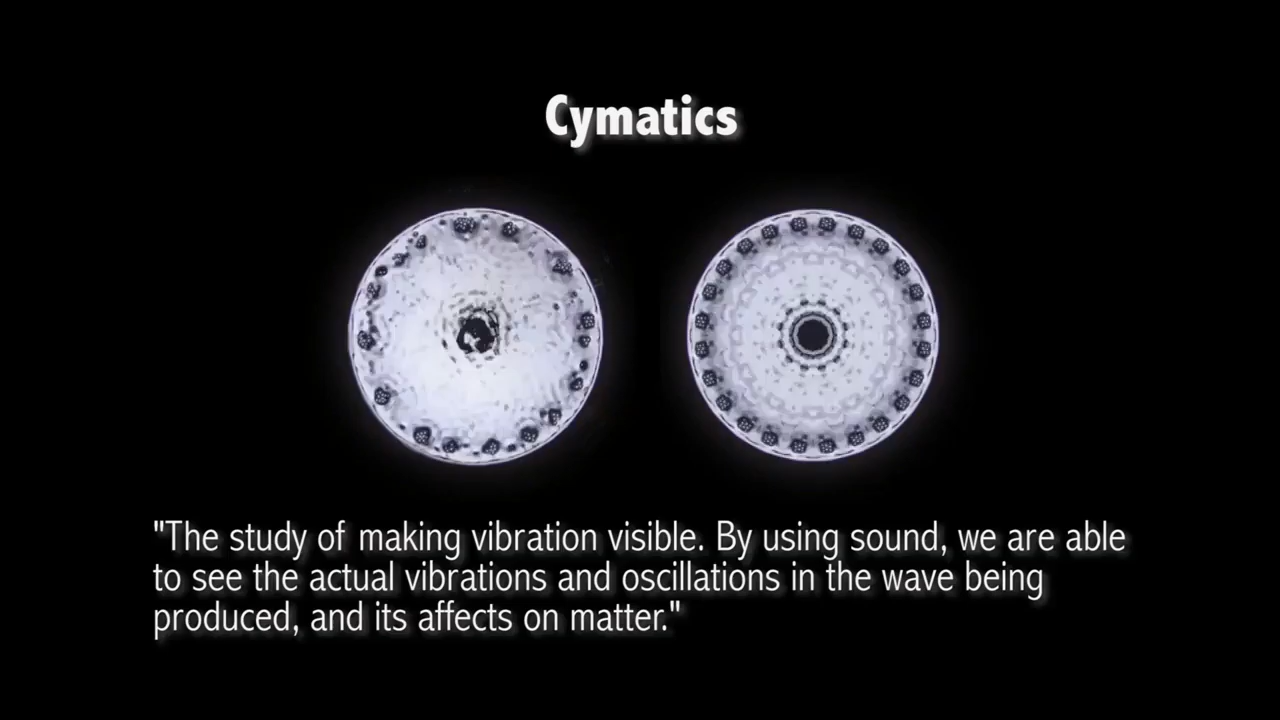 Cymatics
"The study of making vibration visible. By using sound, we are able
to see the actual vibrations and oscillations in the wave being
produced, and its affects on matter."